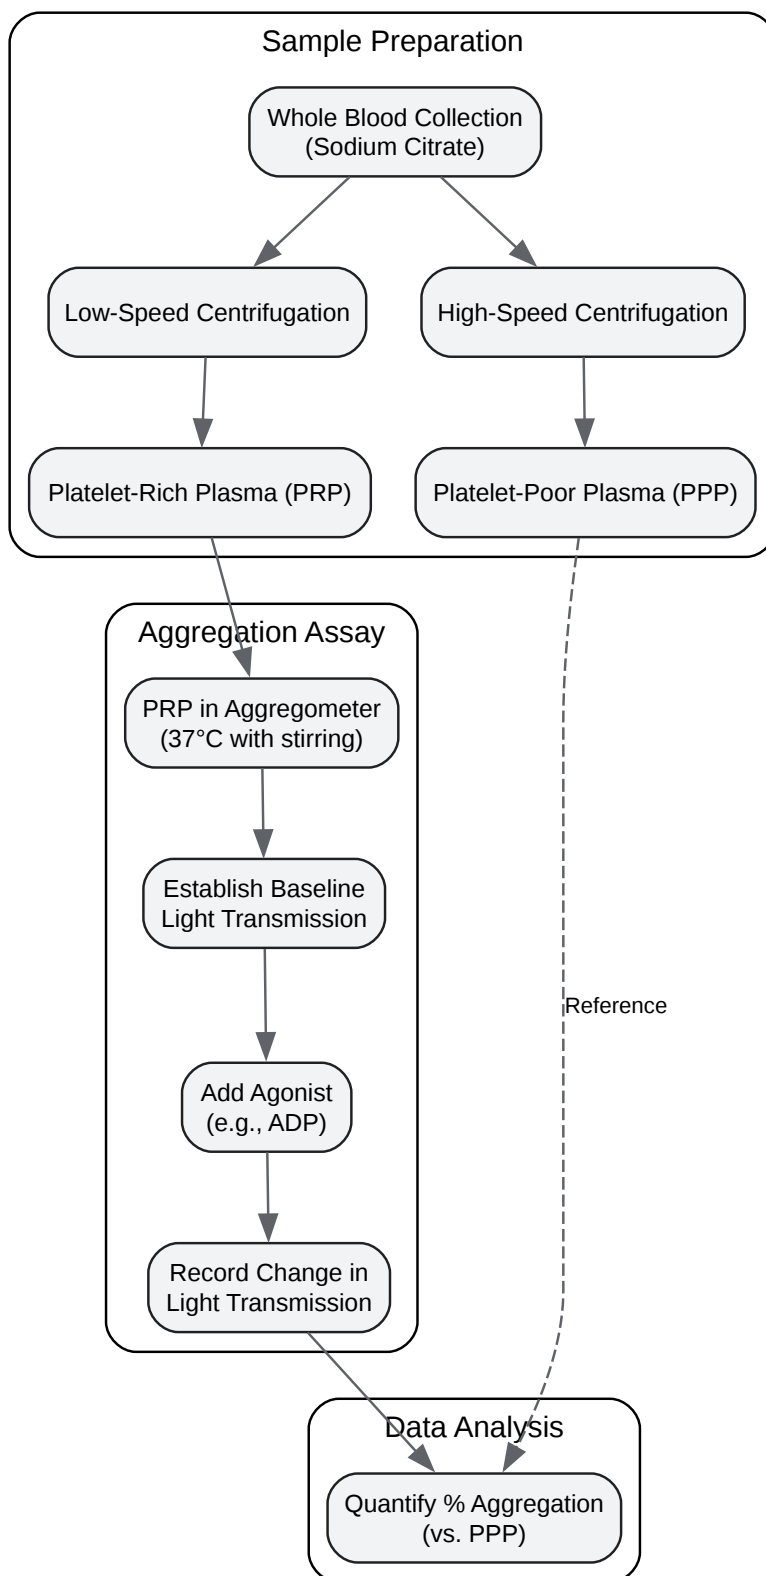 Sample Preparation
Whole Blood Collection
(Sodium Citrate)
Low-Speed Centrifugation
High-Speed Centrifugation
Platelet-Rich Plasma (PRP)
Platelet-Poor Plasma (PPP)
Aggregation Assay
PRP in Aggregometer
(37°C with stirring)
Establish Baseline
Light Transmission
Reference
Add Agonist
(e.g., ADP)
Record Change in
Light Transmission
Data Analysis
Quantify % Aggregation
(vs. PPP)